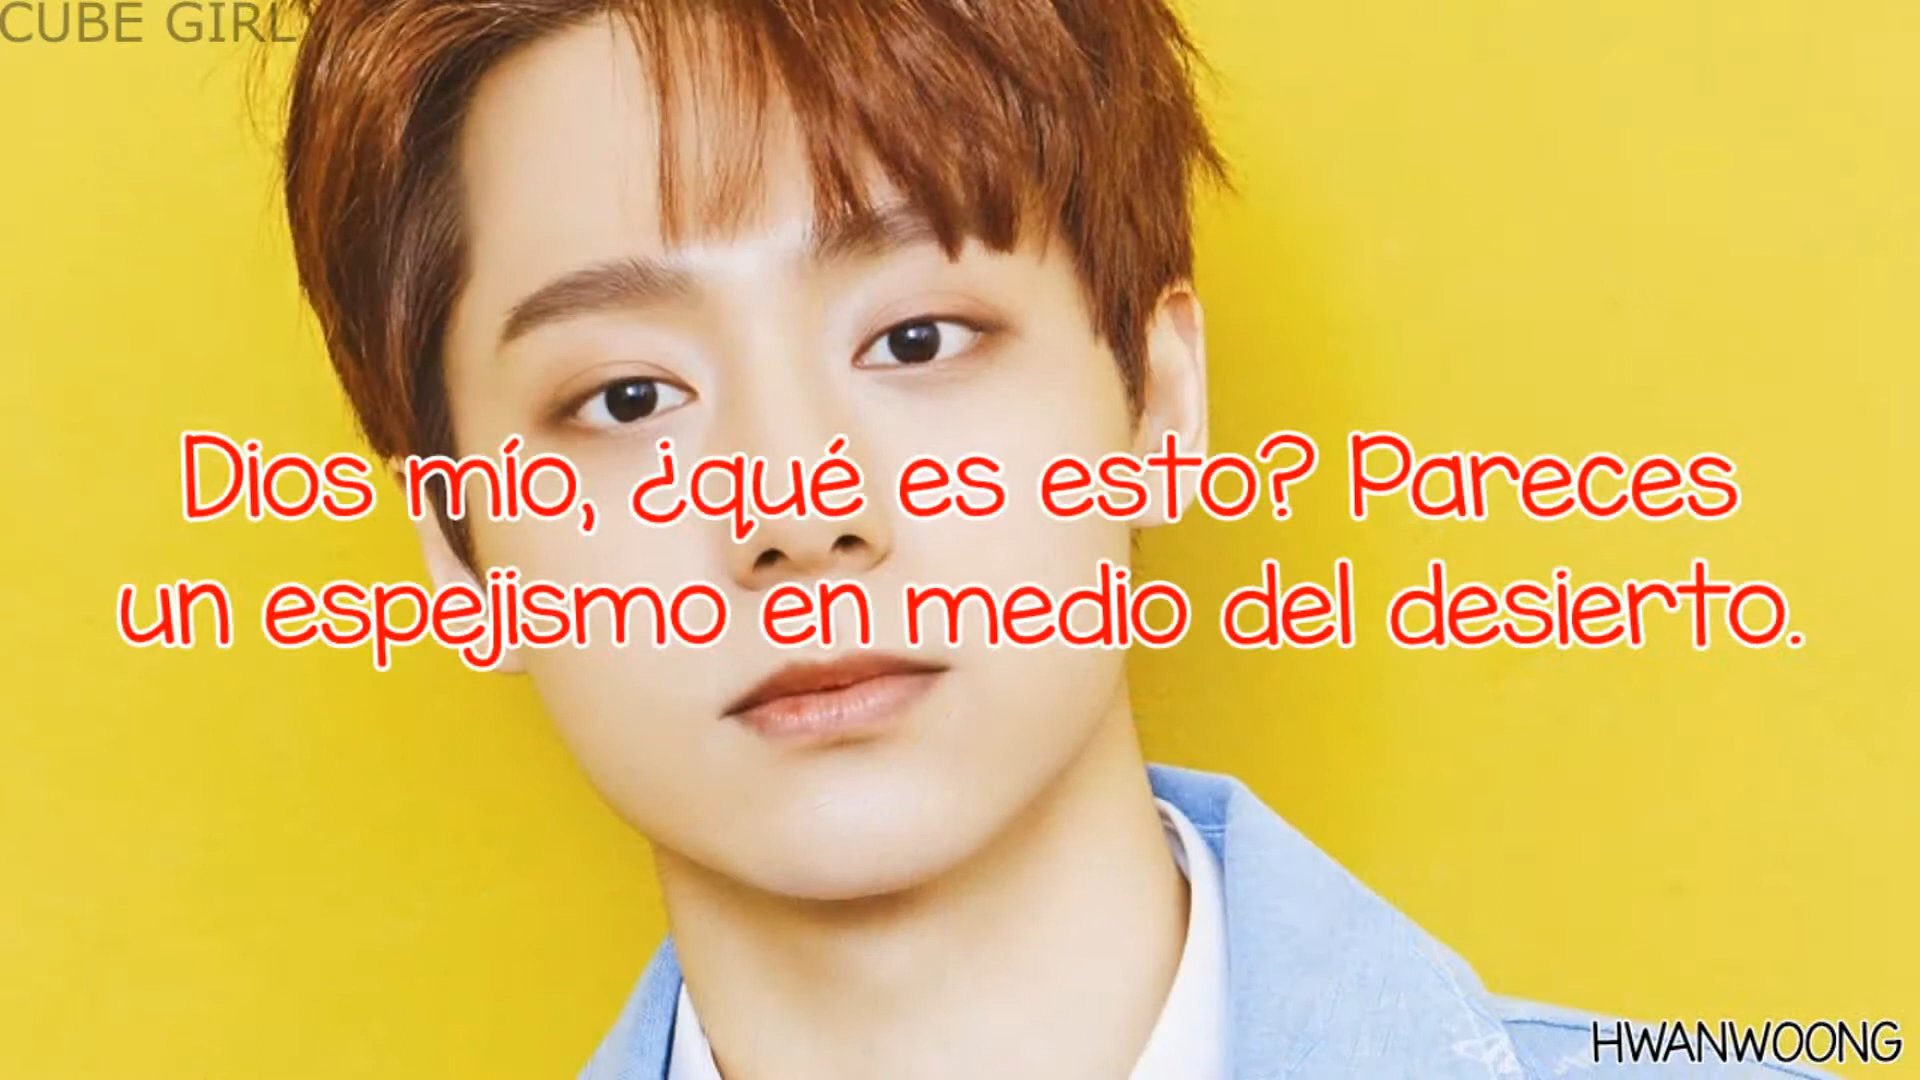 CUBE GIRL
Dios mío, ¿qué es esto? Pareces
un espejismo en medio del desierto.
HWANWOONG